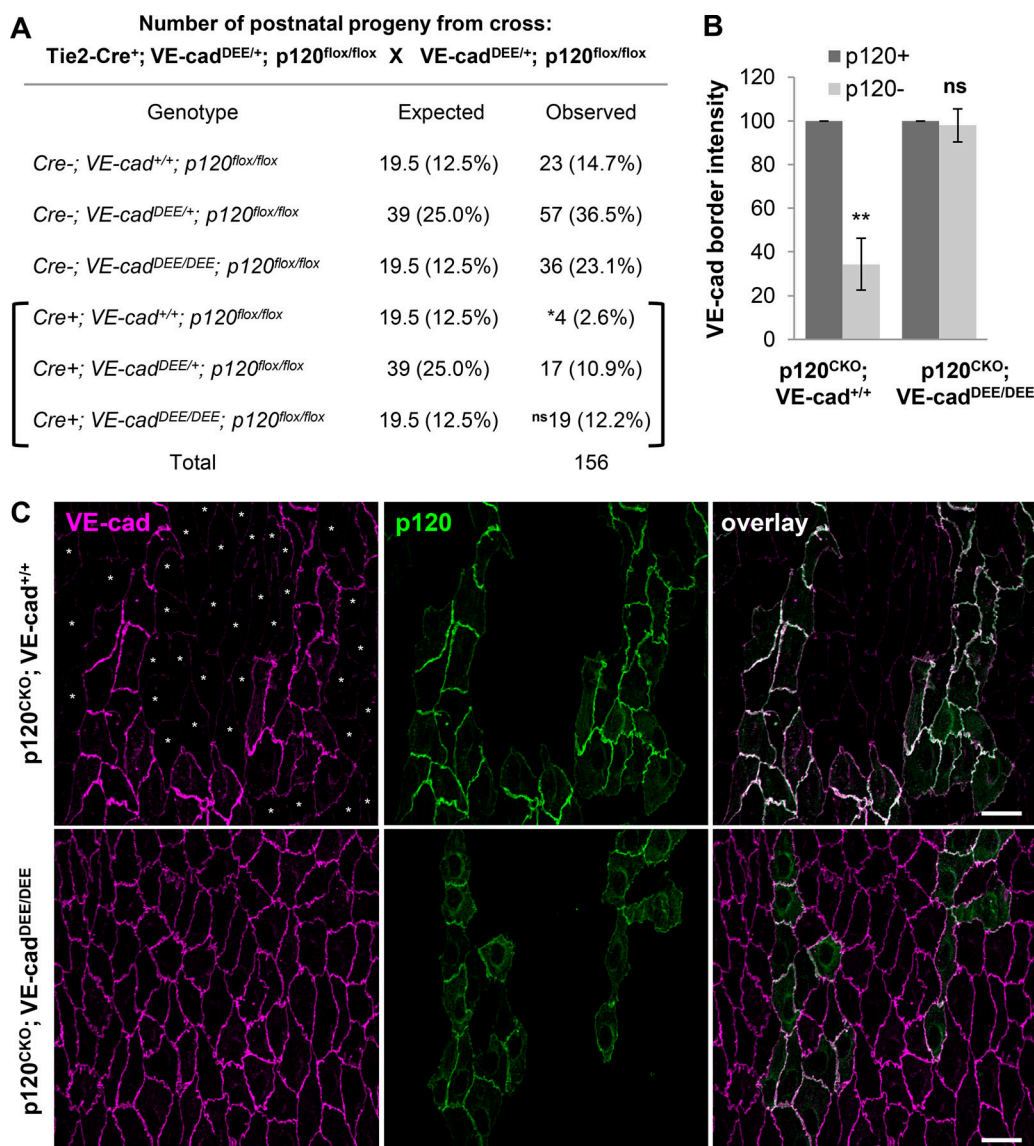 A
Number of postnatal progeny from cross:
Tie2-Cre⁺; VE-cadᴰᴱᴱ/⁺; p120ᶠˡᵒˣ/ᶠˡᵒˣ X VE-cadᴰᴱᴱ/⁺; p120ᶠˡᵒˣ/ᶠˡᵒˣ
Genotype Expected Observed
Cre-; VE-cad⁺/⁺; p120ᶠˡᵒˣ/ᶠˡᵒˣ 19.5 (12.5%) 23 (14.7%)
Cre-; VE-cadᴰᴱᴱ/⁺; p120ᶠˡᵒˣ/ᶠˡᵒˣ 39 (25.0%) 57 (36.5%)
Cre-; VE-cadᴰᴱᴱ/ᴰᴱᴱ; p120ᶠˡᵒˣ/ᶠˡᵒˣ 19.5 (12.5%) 36 (23.1%)
Cre+; VE-cad⁺/⁺; p120ᶠˡᵒˣ/ᶠˡᵒˣ 19.5 (12.5%) *4 (2.6%)
Cre+; VE-cadᴰᴱᴱ/⁺; p120ᶠˡᵒˣ/ᶠˡᵒˣ 39 (25.0%) 17 (10.9%)
Cre+; VE-cadᴰᴱᴱ/ᴰᴱᴱ; p120ᶠˡᵒˣ/ᶠˡᵒˣ 19.5 (12.5%) ⁿˢ19 (12.2%)
Total 156
B
p120+
p120-
VE-cad border intensity
120
100
80
60
40
20
0
**
ns
p120ᶜᴷᴼ;
VE-cad⁺/⁺
p120ᶜᴷᴼ;
VE-cadᴰᴱᴱ/ᴰᴱᴱ
C
VE-cad
p120
overlay
p120ᶜᴷᴼ; VE-cad⁺/⁺
p120ᶜᴷᴼ; VE-cadᴰᴱᴱ/ᴰᴱᴱ